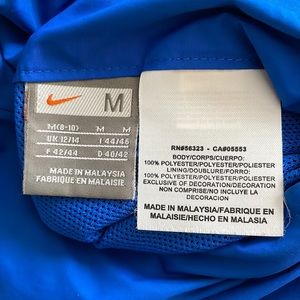 M
M(8-10) M M
UK 12/14 I 44/46
F 42/44 D 40/42
MADE IN MALAYSIA
FABRIQUE EN MALAISIE
RN#56323 - CA#05553
BODY/CORPS/CUERPO:
100% POLYESTER/POLYESTER/POLIESTER
LINING/DOUBLURE/FORRO:
100% POLYESTER/POLYESTER/POLIESTER
EXCLUSIVE OF DECORATION/DECORATION
NON COMPRISE/NO INCLUYE DECORACION
MADE IN MALAYSIA/FABRIQUE EN
MALAISIE/HECHO EN MALASIA